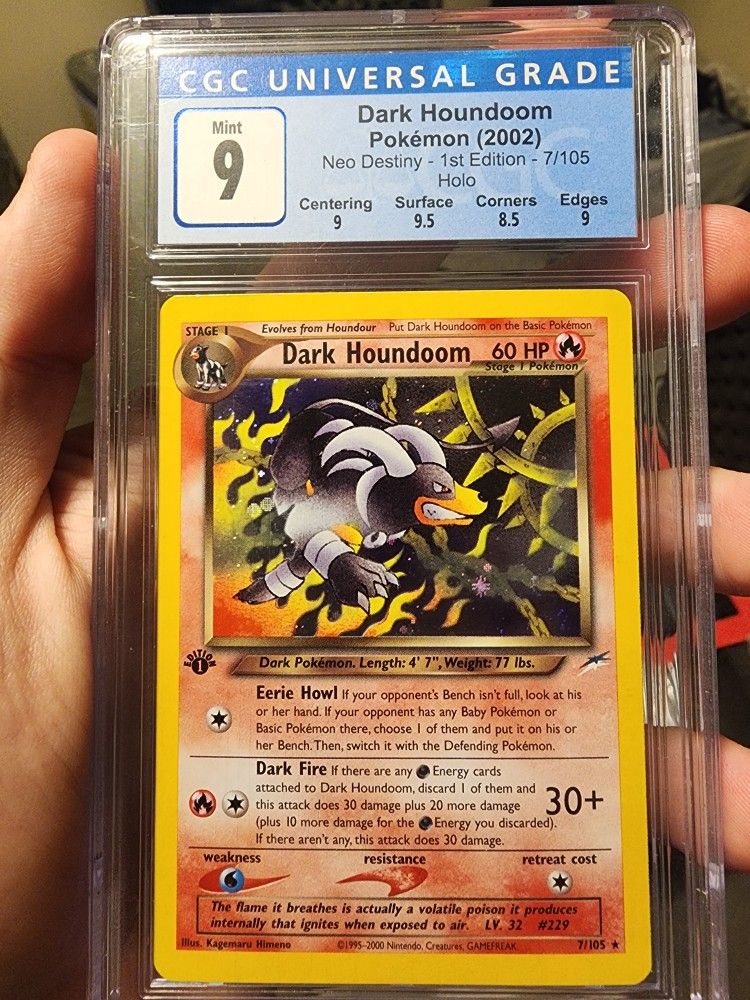 CGC UNIVERSAL GRADE
Mint
9
Dark Houndoom
Pokémon (2002)
Neo Destiny - 1st Edition - 7/105
Holo
Centering Surface Corners Edges
9 9.5 8.5 9
STAGE 1 Evolves from Houndour Put Dark Houndoom on the Basic Pokémon
Dark Houndoom 60 HP
Stage 1 Pokémon
EDITION
1
Dark Pokémon. Length: 4' 7", Weight: 77 lbs.
Eerie Howl If your opponent's Bench isn't full, look at his
or her hand. If your opponent has any Baby Pokémon or
Basic Pokémon there, choose 1 of them and put it on his or
her Bench. Then, switch it with the Defending Pokémon.
Dark Fire If there are any Energy cards
attached to Dark Houndoom, discard 1 of them and
this attack does 30 damage plus 20 more damage
(plus 10 more damage for the Energy you discarded).
If there aren't any, this attack does 30 damage.
30+
weakness resistance retreat cost
The flame it breathes is actually a volatile poison it produces
internally that ignites when exposed to air. LV. 32 #229
Illus. Kagemaru Himeno ©1995-2000 Nintendo, Creatures, GAMEFREAK. 7/105 ★